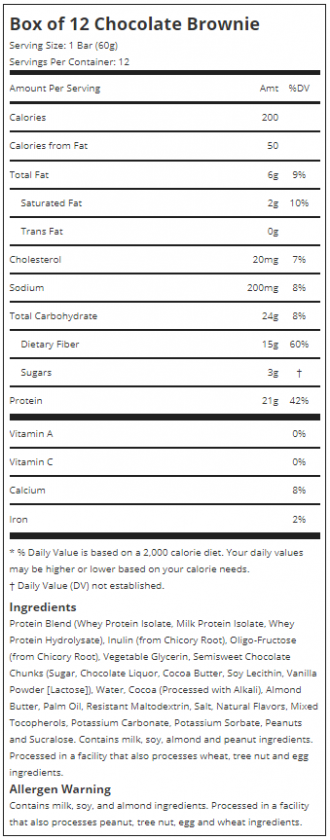 Box of 12 Chocolate Brownie
Serving Size: 1 Bar (60g)
Servings Per Container: 12
Amount Per Serving Amt %DV
Calories 200
Calories from Fat 50
Total Fat 6g 9%
Saturated Fat 2g 10%
Trans Fat 0g
Cholesterol 20mg 7%
Sodium 200mg 8%
Total Carbohydrate 24g 8%
Dietary Fiber 15g 60%
Sugars 3g †
Protein 21g 42%
Vitamin A 0%
Vitamin C 0%
Calcium 8%
Iron 2%
* % Daily Value is based on a 2,000 calorie diet. Your daily values
may be higher or lower based on your calorie needs.
† Daily Value (DV) not established.
Ingredients
Protein Blend (Whey Protein Isolate, Milk Protein Isolate, Whey
Protein Hydrolysate), Inulin (from Chicory Root), Oligo-Fructose
(from Chicory Root), Vegetable Glycerin, Semisweet Chocolate
Chunks (Sugar, Chocolate Liquor, Cocoa Butter, Soy Lecithin, Vanilla
Powder [Lactose]), Water, Cocoa (Processed with Alkali), Almond
Butter, Palm Oil, Resistant Maltodextrin, Salt, Natural Flavors, Mixed
Tocopherols, Potassium Carbonate, Potassium Sorbate, Peanuts
and Sucralose. Contains milk, soy, almond and peanut ingredients.
Processed in a facility that also processes wheat, tree nut and egg
ingredients.
Allergen Warning
Contains milk, soy, and almond ingredients. Processed in a facility
that also processes peanut, tree nut, egg and wheat ingredients.